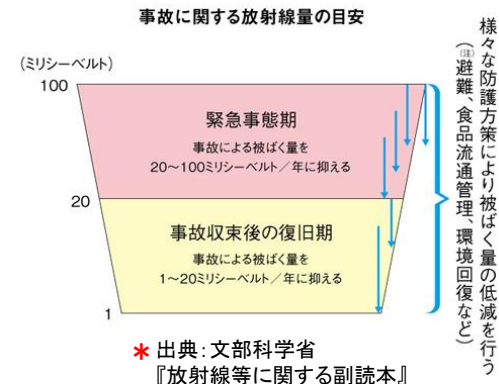 事故に関する放射線量の目安
(ミリシーベルト)
100
緊急事態期
事故による被ばく量を
20〜100ミリシーベルト/年に抑える
20
事故収束後の復旧期
事故による被ばく量を
1〜20ミリシーベルト/年に抑える
1
様々な防護方策により被ばく量の低減を行う
(㊟避難、食品流通管理、環境回復など)
* 出典:文部科学省
『放射線等に関する副読本』